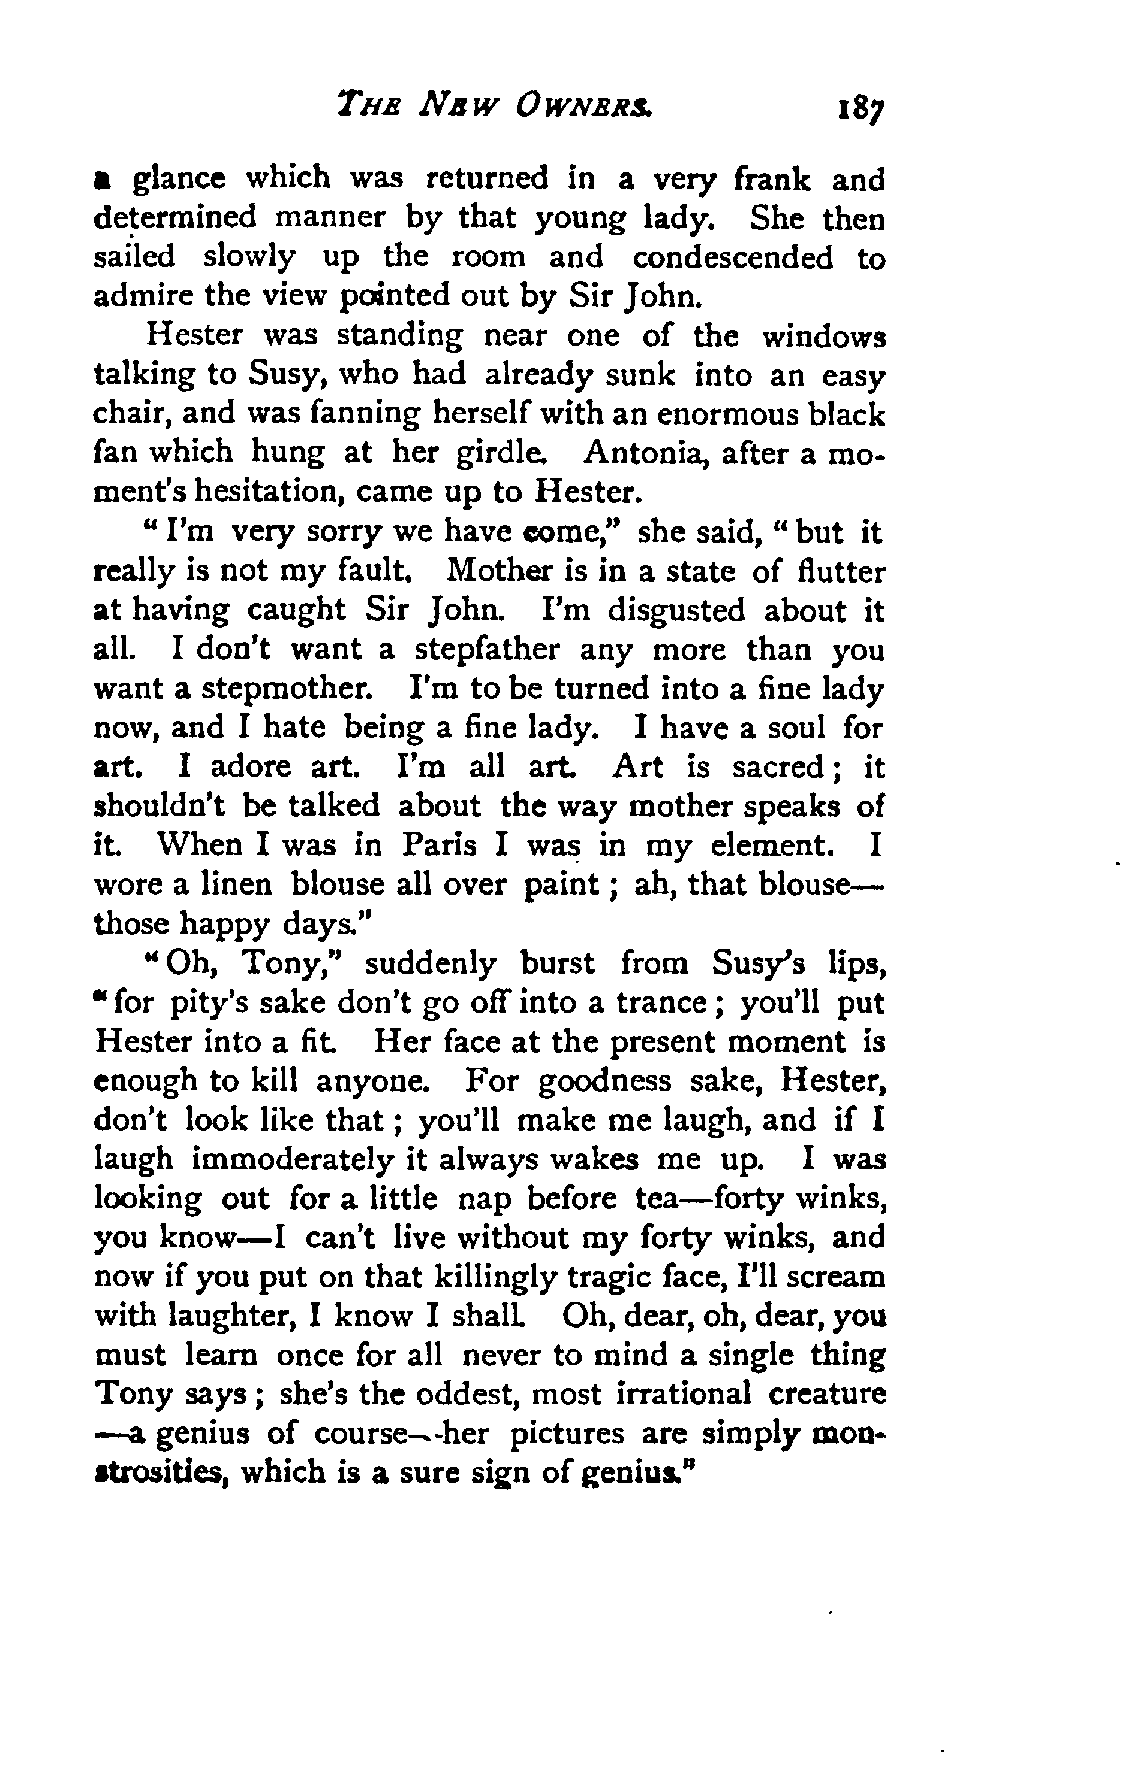 THE NEW OWNERS. 187
a glance which was returned in a very frank and
determined manner by that young lady. She then
sailed slowly up the room and condescended to
admire the view pointed out by Sir John.
Hester was standing near one of the windows
talking to Susy, who had already sunk into an easy
chair, and was fanning herself with an enormous black
fan which hung at her girdle. Antonia, after a mo-
ment's hesitation, came up to Hester.
"I'm very sorry we have come," she said, "but it
really is not my fault. Mother is in a state of flutter
at having caught Sir John. I'm disgusted about it
all. I don't want a stepfather any more than you
want a stepmother. I'm to be turned into a fine lady
now, and I hate being a fine lady. I have a soul for
art. I adore art. I'm all art. Art is sacred; it
shouldn't be talked about the way mother speaks of
it. When I was in Paris I was in my element. I
wore a linen blouse all over paint; ah, that blouse—
those happy days."
"Oh, Tony," suddenly burst from Susy's lips,
"for pity's sake don't go off into a trance; you'll put
Hester into a fit. Her face at the present moment is
enough to kill anyone. For goodness sake, Hester,
don't look like that; you'll make me laugh, and if I
laugh immoderately it always wakes me up. I was
looking out for a little nap before tea—forty winks,
you know—I can't live without my forty winks, and
now if you put on that killingly tragic face, I'll scream
with laughter, I know I shall. Oh, dear, oh, dear, you
must learn once for all never to mind a single thing
Tony says; she's the oddest, most irrational creature
—a genius of course—her pictures are simply mon-
strosities, which is a sure sign of genius."